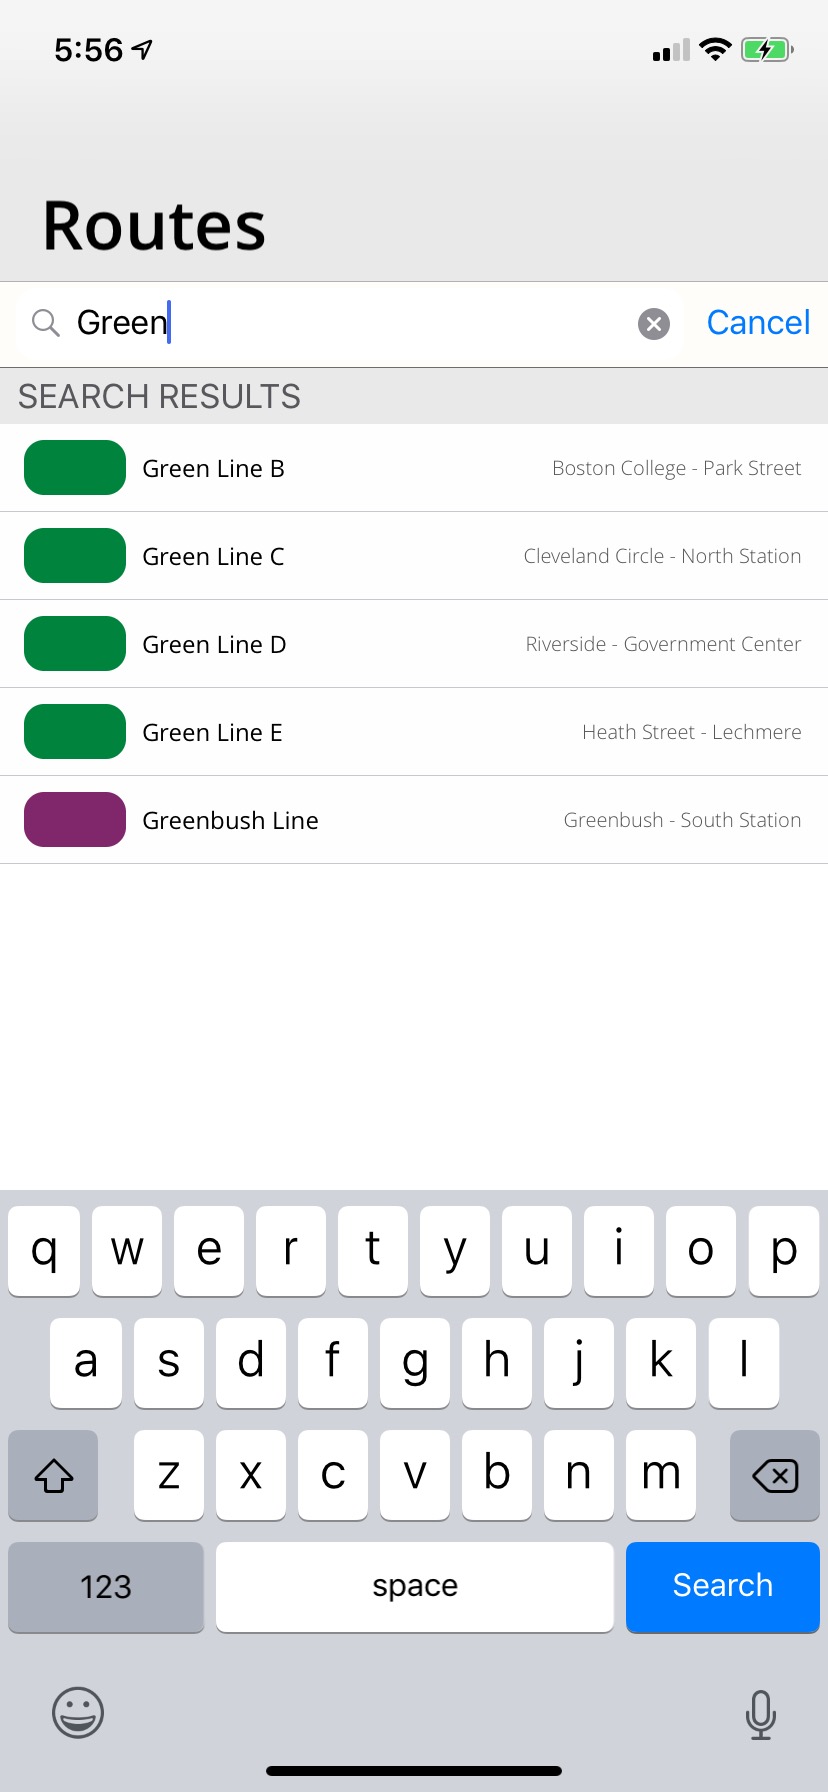 5:56
Routes
Green Cancel
SEARCH RESULTS
Green Line B Boston College - Park Street
Green Line C Cleveland Circle - North Station
Green Line D Riverside - Government Center
Green Line E Heath Street - Lechmere
Greenbush Line Greenbush - South Station
q w e r t y u i o p
a s d f g h j k l
z x c v b n m
123 space Search